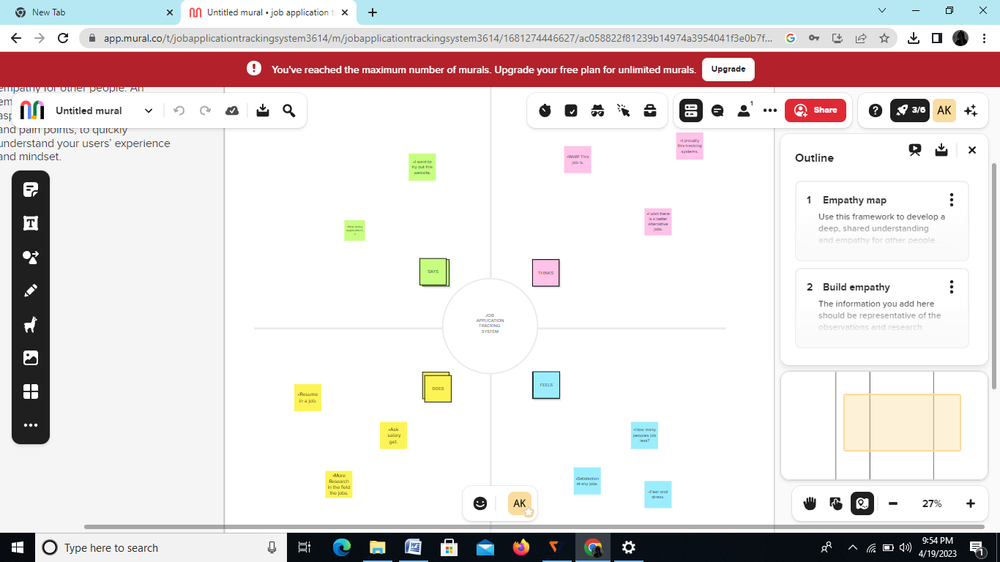 New Tab
Untitled mural • job application t
app.mural.co/t/jobapplicationtrackingsystem3614/m/jobapplicationtrackingsystem3614/1681274446627/ac058822f81239b14974a3954041f3e0b7f...
You've reached the maximum number of murals. Upgrade your free plan for unlimited murals.
Upgrade
empathy for other people. An
Untitled mural
1
Share
3/6
AK
and pain points, to quickly
understand your users' experience
and mindset.
•I want to
try out this
website.
•WoW! This
job is.
•I proudly
this tracking
systems.
•How many
applications
•I wish there
is a better
alternative
jobs.
SAYS
THINKS
JOB
APPLICATION
TRACKING
SYSTEM
DOES
FEELS
•Resume
in a job.
•Ask
salary
get.
•More
Research
in the field
the jobs.
•How many
peoples job
less?
•Satisfaction
at any jobs.
•Fear and
stress.
AK
Outline
1 Empathy map
Use this framework to develop a
deep, shared understanding
and empathy for other people.
2 Build empathy
The information you add here
should be representative of the
observations and research
27%
Type here to search
9:54 PM
4/19/2023
1